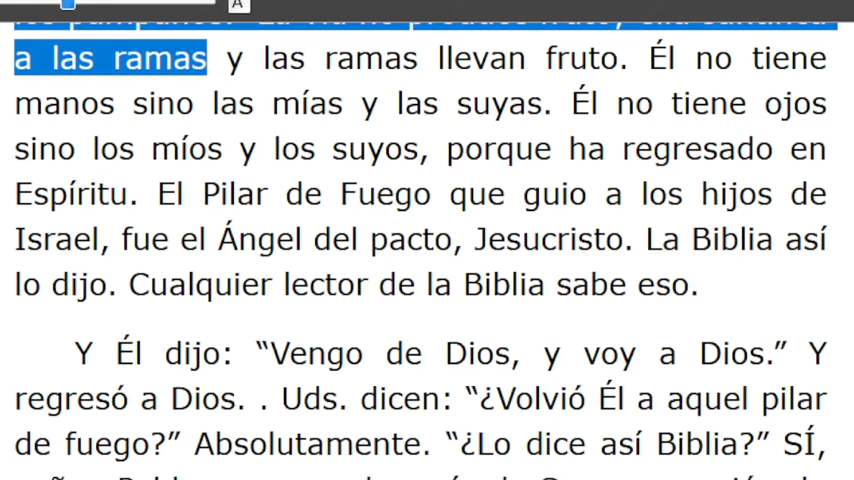 A
a las ramas y las ramas llevan fruto. Él no tiene
manos sino las mías y las suyas. Él no tiene ojos
sino los míos y los suyos, porque ha regresado en
Espíritu. El Pilar de Fuego que guio a los hijos de
Israel, fue el Ángel del pacto, Jesucristo. La Biblia así
lo dijo. Cualquier lector de la Biblia sabe eso.
Y Él dijo: “Vengo de Dios, y voy a Dios.” Y
regresó a Dios. . Uds. dicen: “¿Volvió Él a aquel pilar
de fuego?” Absolutamente. “¿Lo dice así Biblia?” SÍ,